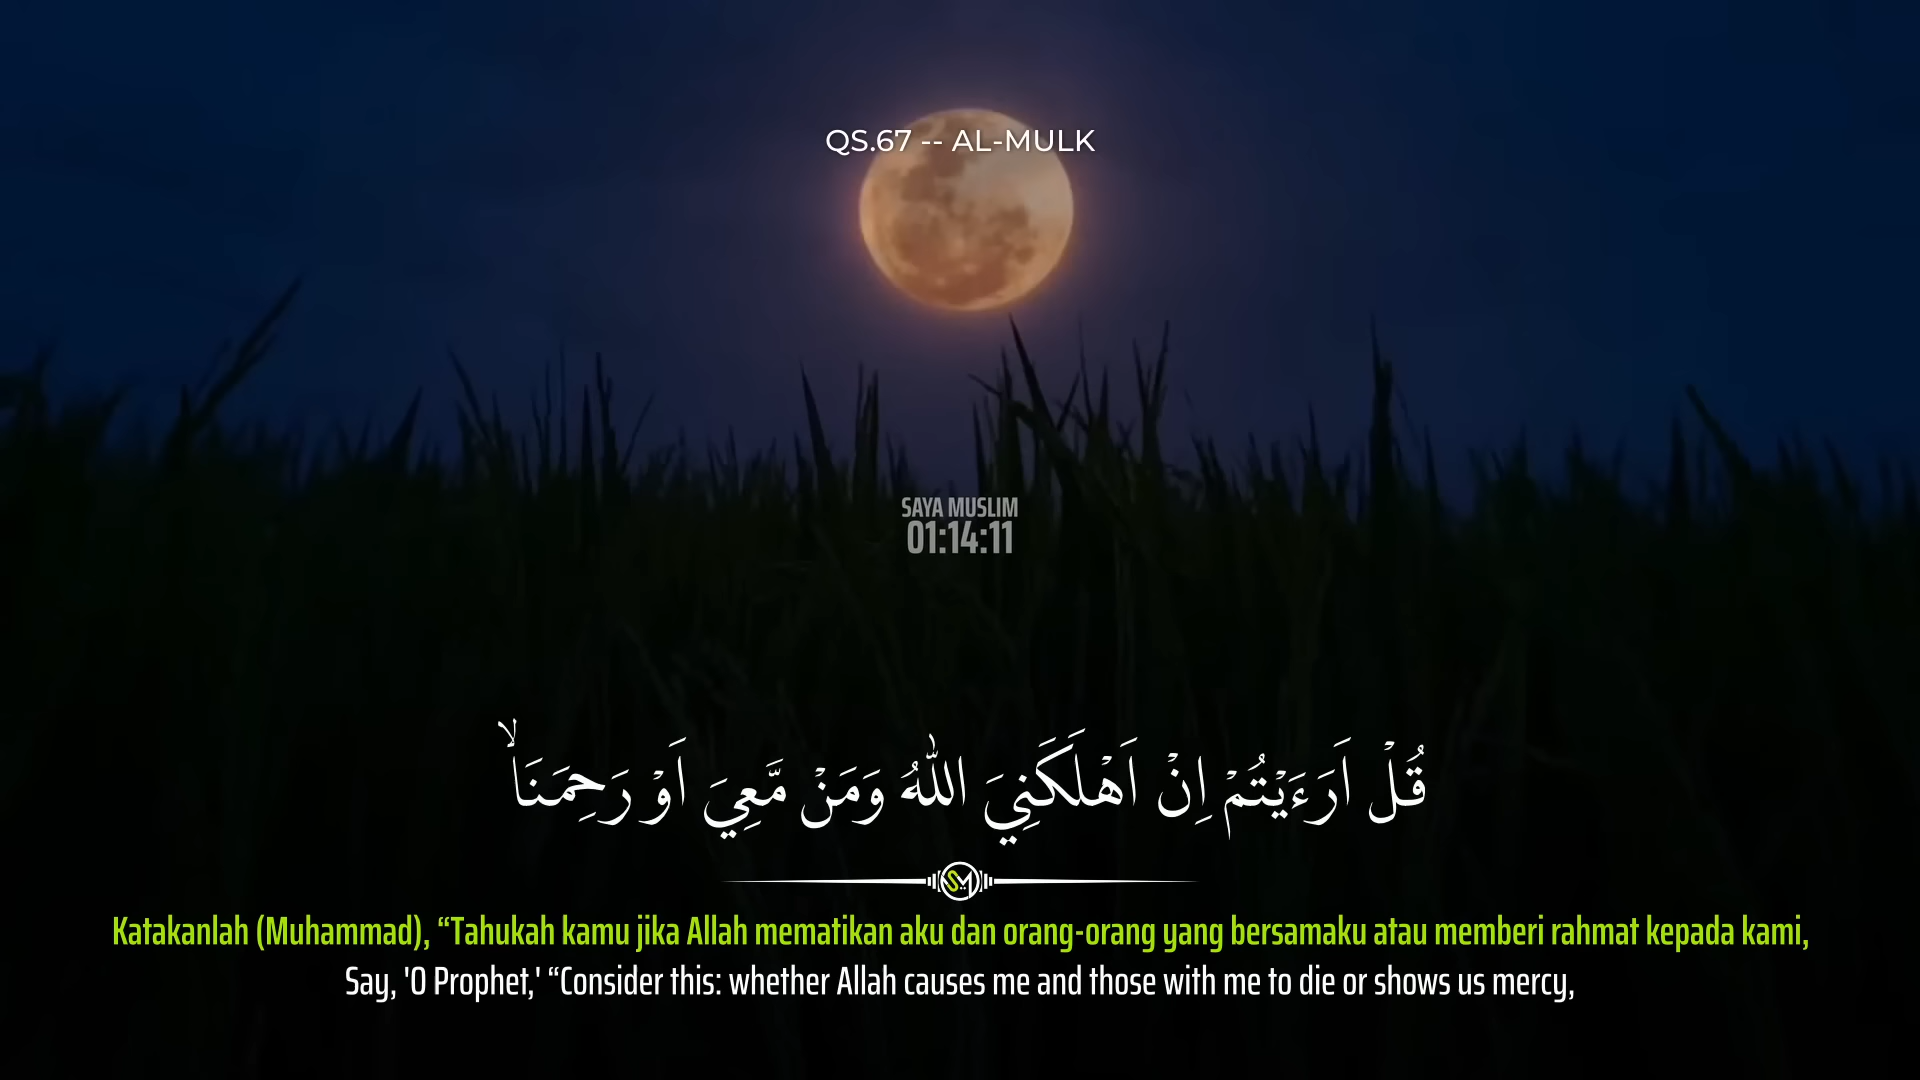 QS.67 -- AL-MULK
SAYA MUSLIM
01:14:11
قُلْ اَرَءَيْتُمْ اِنْ اَهْلَكَنِيَ اللّٰهُ وَمَنْ مَّعِيَ اَوْ رَحِمَنَاۙ
SM
Katakanlah (Muhammad), “Tahukah kamu jika Allah mematikan aku dan orang-orang yang bersamaku atau memberi rahmat kepada kami,
Say, 'O Prophet,' “Consider this: whether Allah causes me and those with me to die or shows us mercy,